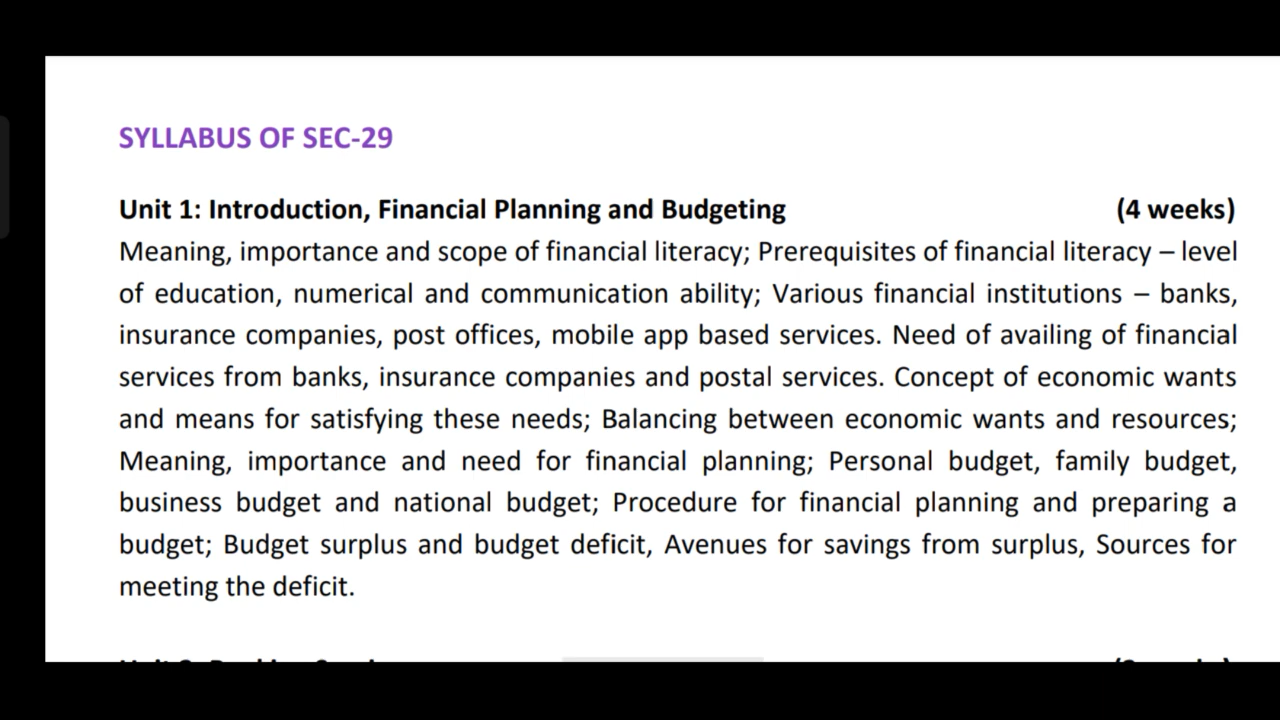 SYLLABUS OF SEC-29
Unit 1: Introduction, Financial Planning and Budgeting (4 weeks)
Meaning, importance and scope of financial literacy; Prerequisites of financial literacy – level
of education, numerical and communication ability; Various financial institutions – banks,
insurance companies, post offices, mobile app based services. Need of availing of financial
services from banks, insurance companies and postal services. Concept of economic wants
and means for satisfying these needs; Balancing between economic wants and resources;
Meaning, importance and need for financial planning; Personal budget, family budget,
business budget and national budget; Procedure for financial planning and preparing a
budget; Budget surplus and budget deficit, Avenues for savings from surplus, Sources for
meeting the deficit.